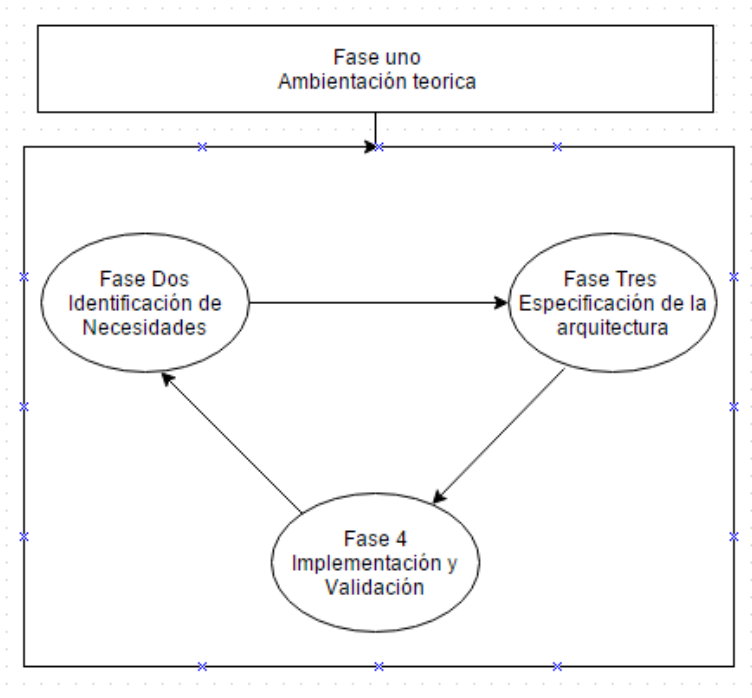 Fase uno
Ambientación teorica
Fase Dos
Identificación de
Necesidades
Fase Tres
Especificación de la
arquitectura
Fase 4
Implementación y
Validación